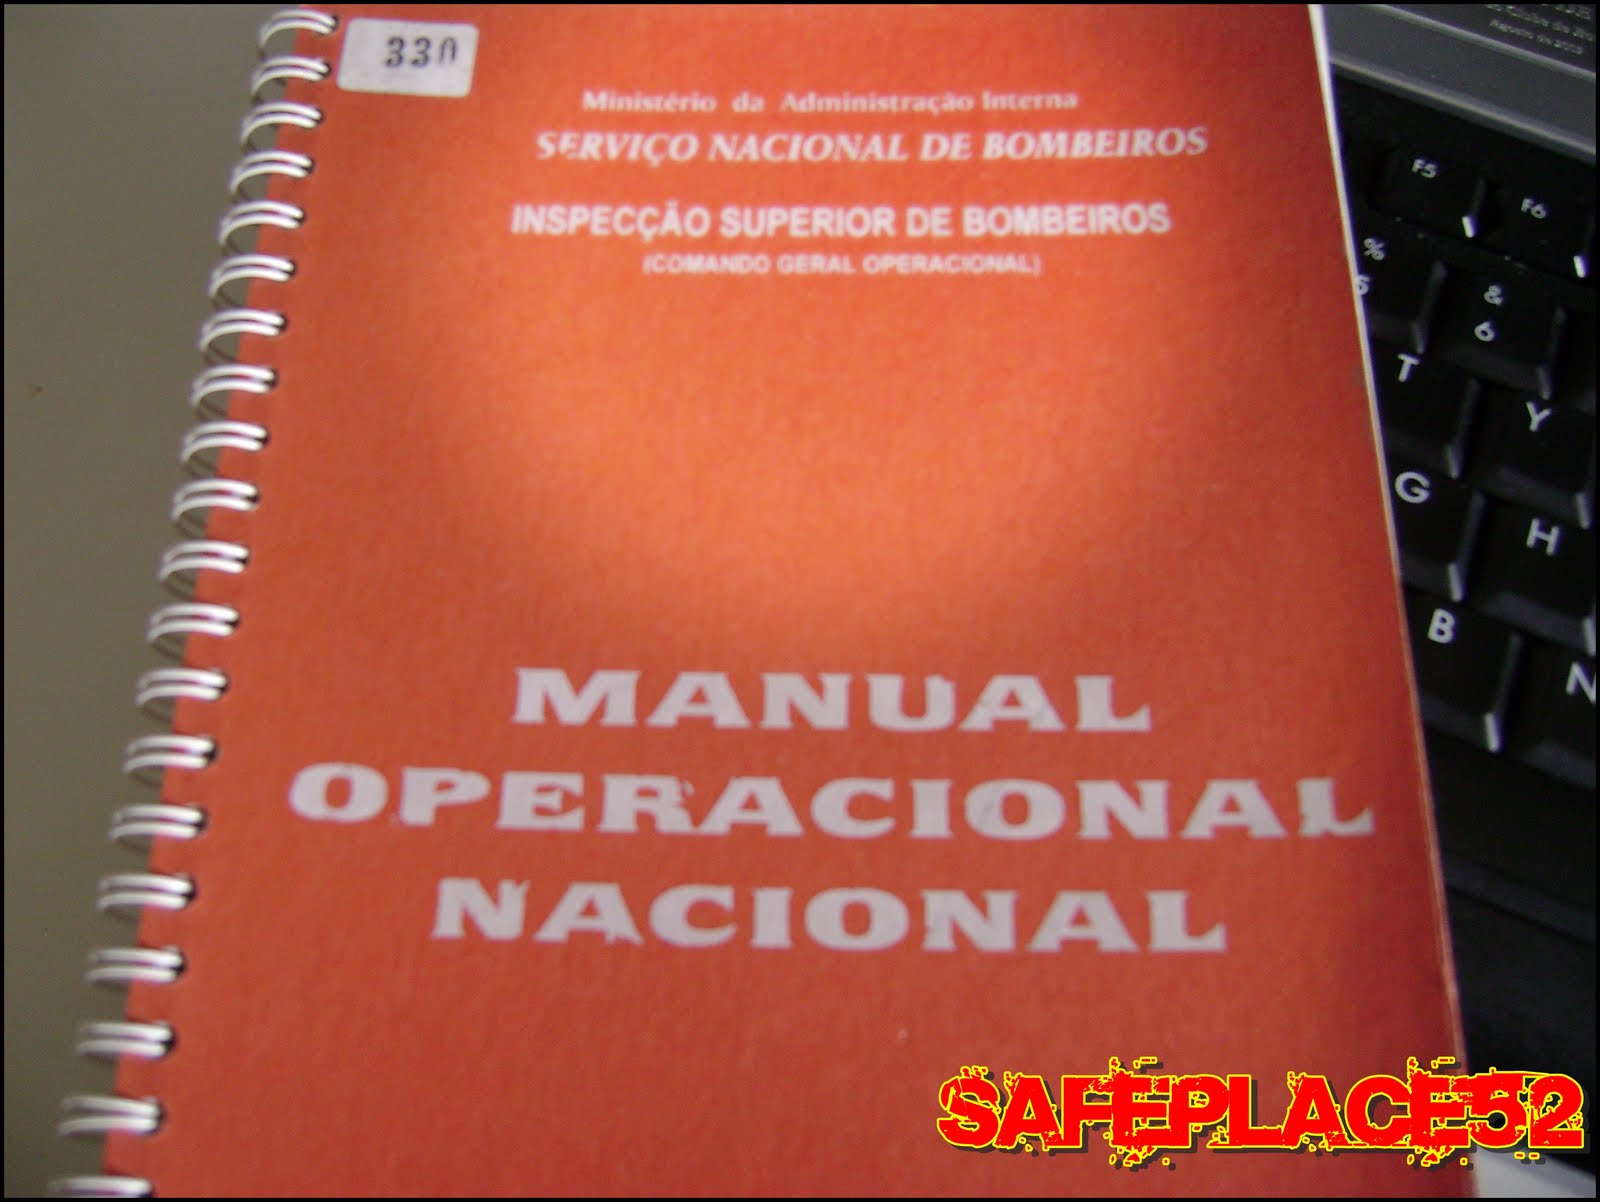 330
Ministério da Administração Interna
SERVIÇO NACIONAL DE BOMBEIROS
INSPECÇÃO SUPERIOR DE BOMBEIROS
(COMANDO GERAL OPERACIONAL)
MANUAL
OPERACIONAL
NACIONAL
F5
F6
%
5
&
6
T
Y
G
H
B
N
SAFEPLACE52